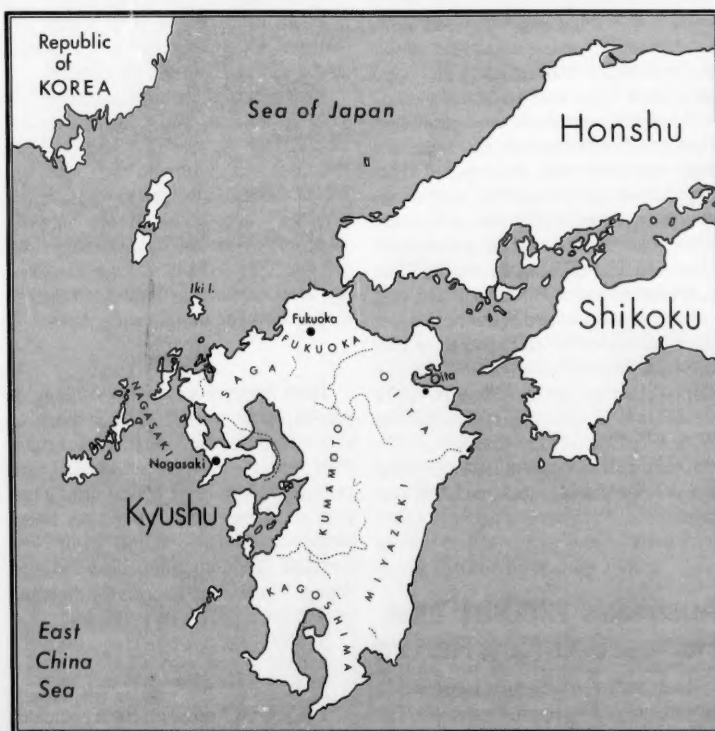 Republic
of
KOREA
Sea of Japan
Honshu
Iki I.
Fukuoka
FUKUOKA
Shikoku
SAGA
OITA
Oita
NAGASAKI
Nagasaki
KUMAMOTO
Kyushu
MIYAZAKI
KAGOSHIMA
East
China
Sea